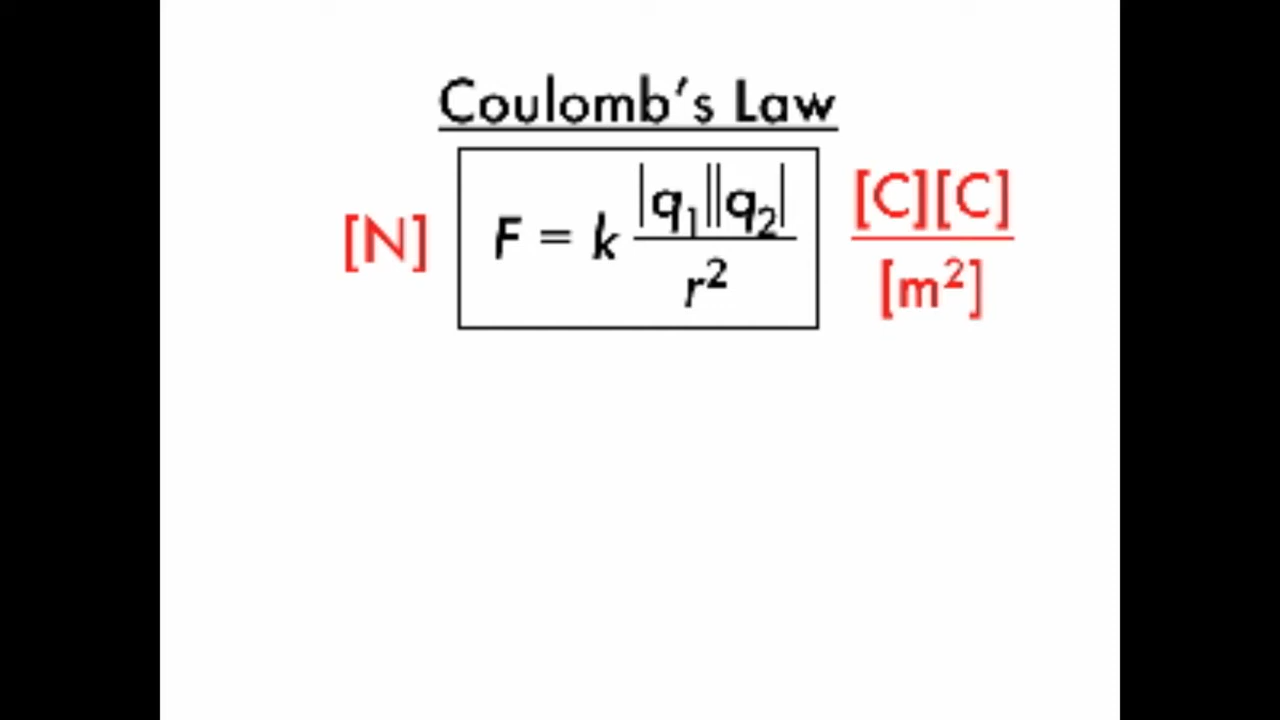 Coulomb's Law
[N] F = k |q₁||q₂| / r² [C][C] / [m²]